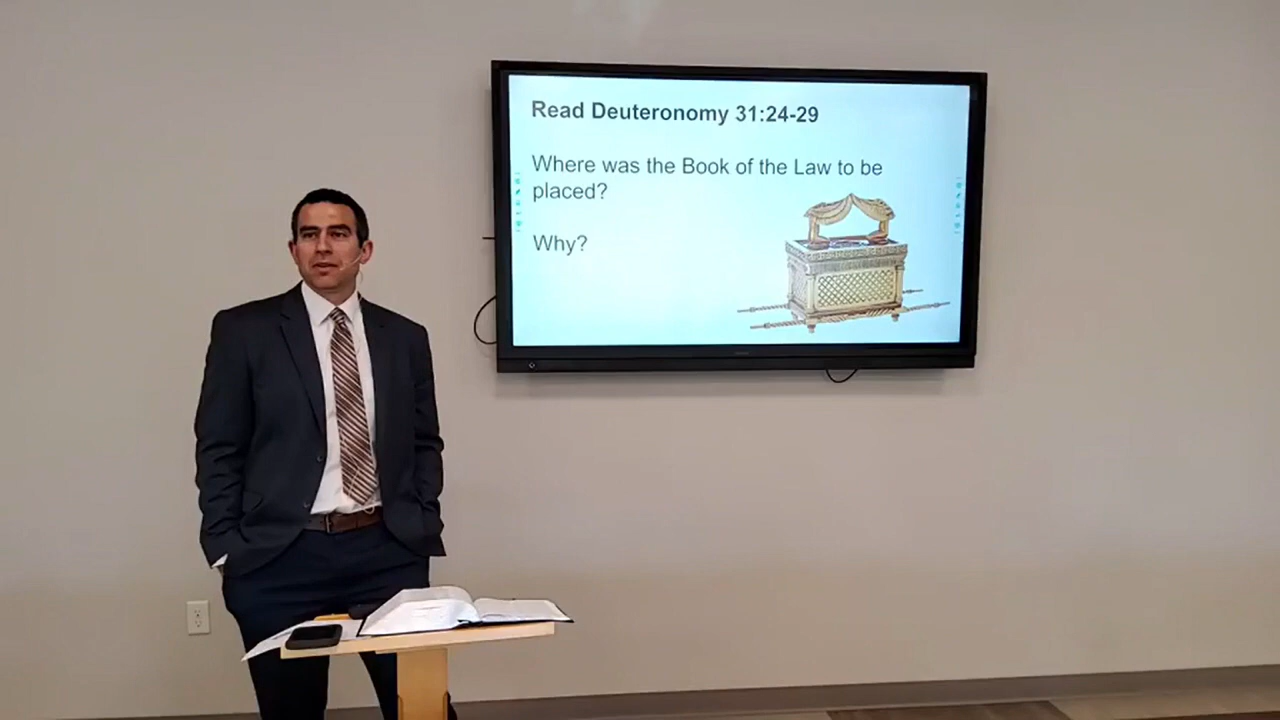 Read Deuteronomy 31:24-29
Where was the Book of the Law to be
placed?
Why?